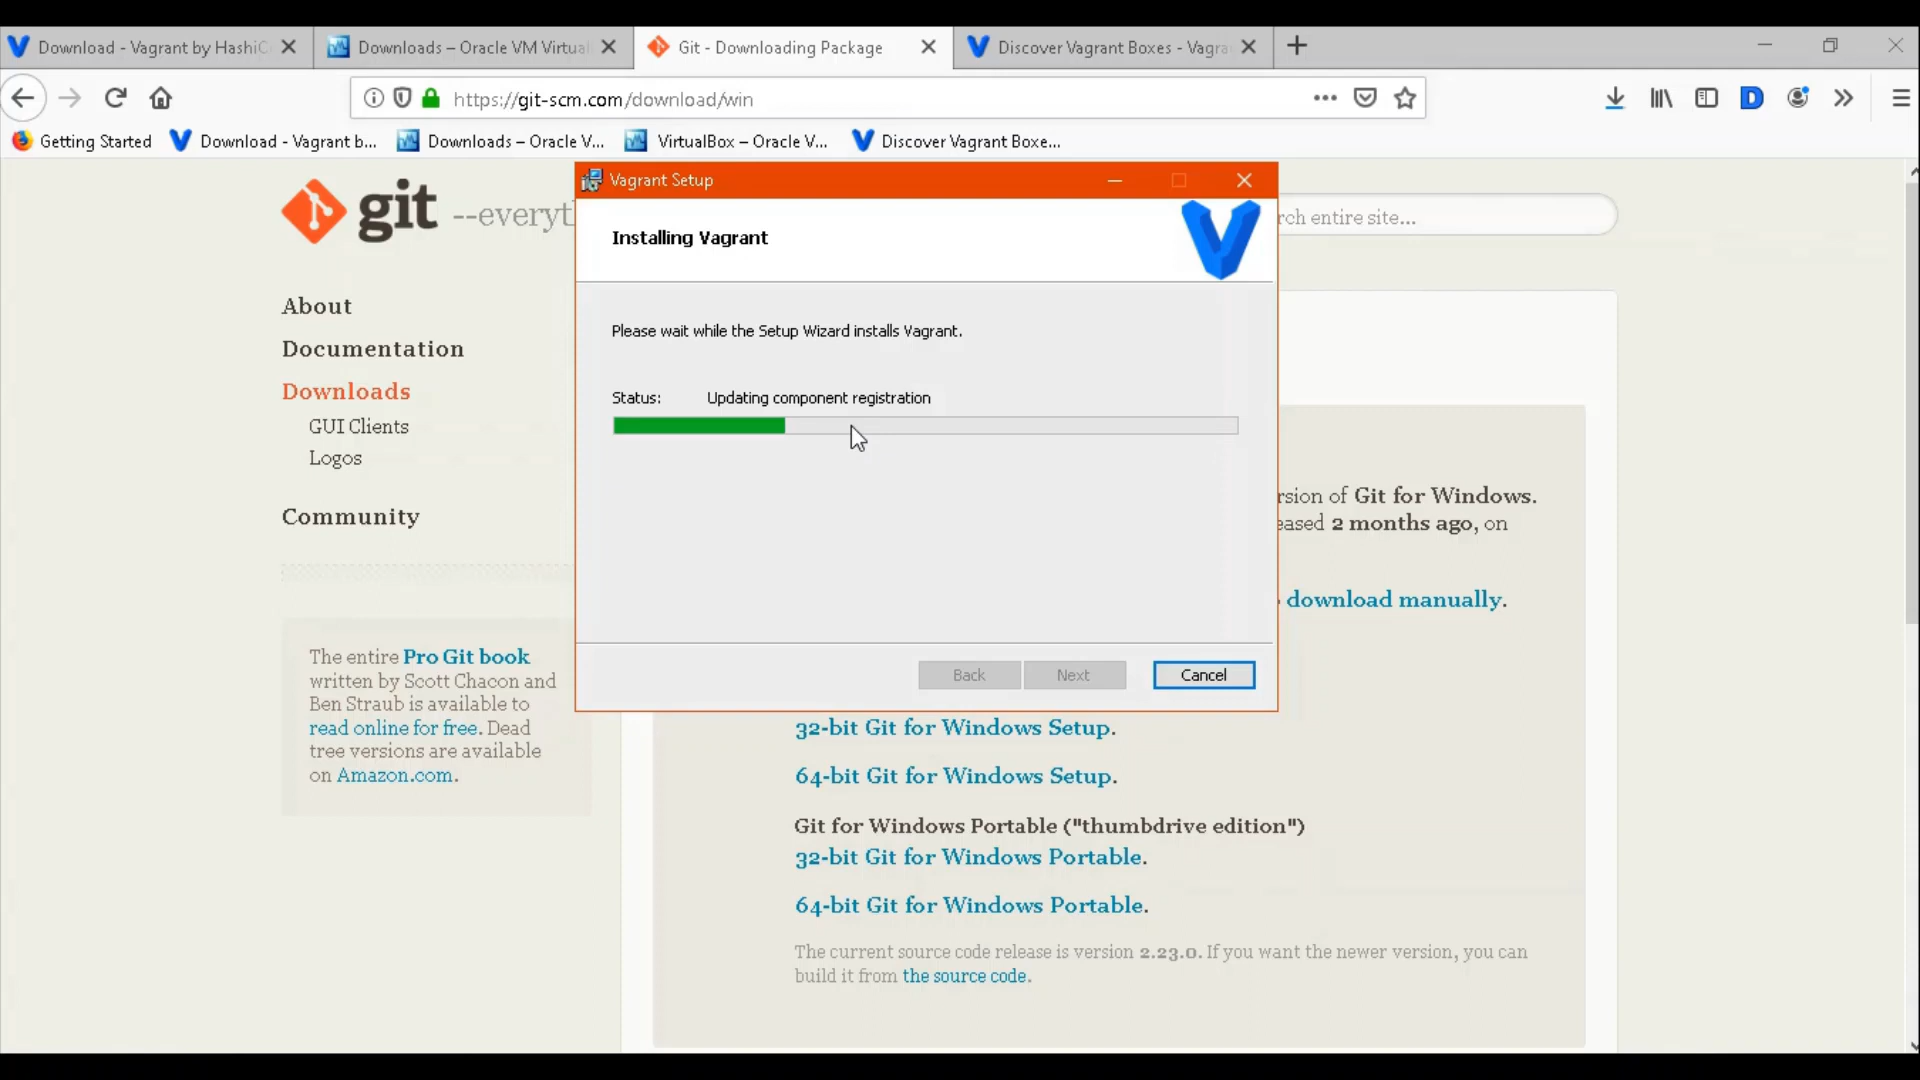 Download - Vagrant by HashiC
Downloads – Oracle VM Virtual
Git - Downloading Package
Discover Vagrant Boxes - Vagra
https://git-scm.com/download/win
Getting Started
Download - Vagrant b...
Downloads – Oracle V...
VirtualBox – Oracle V...
Discover Vagrant Boxe...
git --everyth
rch entire site...
About
Documentation
Downloads
GUI Clients
Logos
Community
The entire Pro Git book
written by Scott Chacon and
Ben Straub is available to
read online for free. Dead
tree versions are available
on Amazon.com.
Vagrant Setup
Installing Vagrant
Please wait while the Setup Wizard installs Vagrant.
Status: Updating component registration
Back
Next
Cancel
rsion of Git for Windows.
eased 2 months ago, on
download manually.
32-bit Git for Windows Setup.
64-bit Git for Windows Setup.
Git for Windows Portable ("thumbdrive edition")
32-bit Git for Windows Portable.
64-bit Git for Windows Portable.
The current source code release is version 2.23.0. If you want the newer version, you can
build it from the source code.